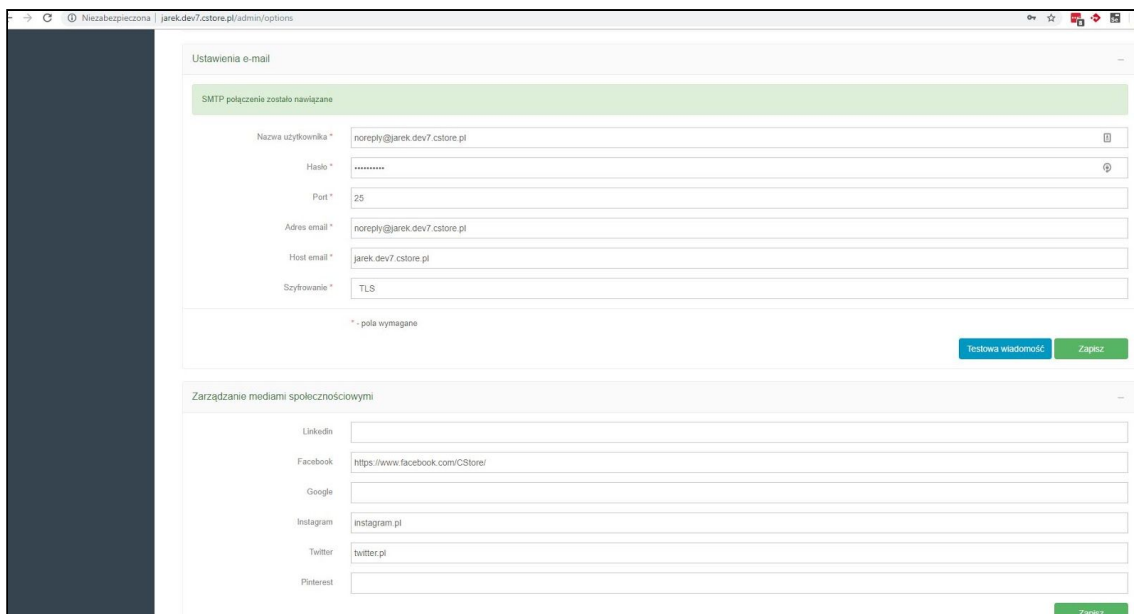 Niezabezpieczona | jarek.dev7.cstore.pl/admin/options
Ustawienia e-mail
SMTP połączenie zostało nawiązane
Nazwa użytkownika * noreply@jarek.dev7.cstore.pl
Hasło * ••••••••••
Port * 25
Adres email * noreply@jarek.dev7.cstore.pl
Host email * jarek.dev7.cstore.pl
Szyfrowanie * TLS
* - pola wymagane
Testowa wiadomość Zapisz
Zarządzanie mediami społecznościowymi
Linkedin
Facebook https://www.facebook.com/CStore/
Google
Instagram instagram.pl
Twitter twitter.pl
Pinterest
Zapisz